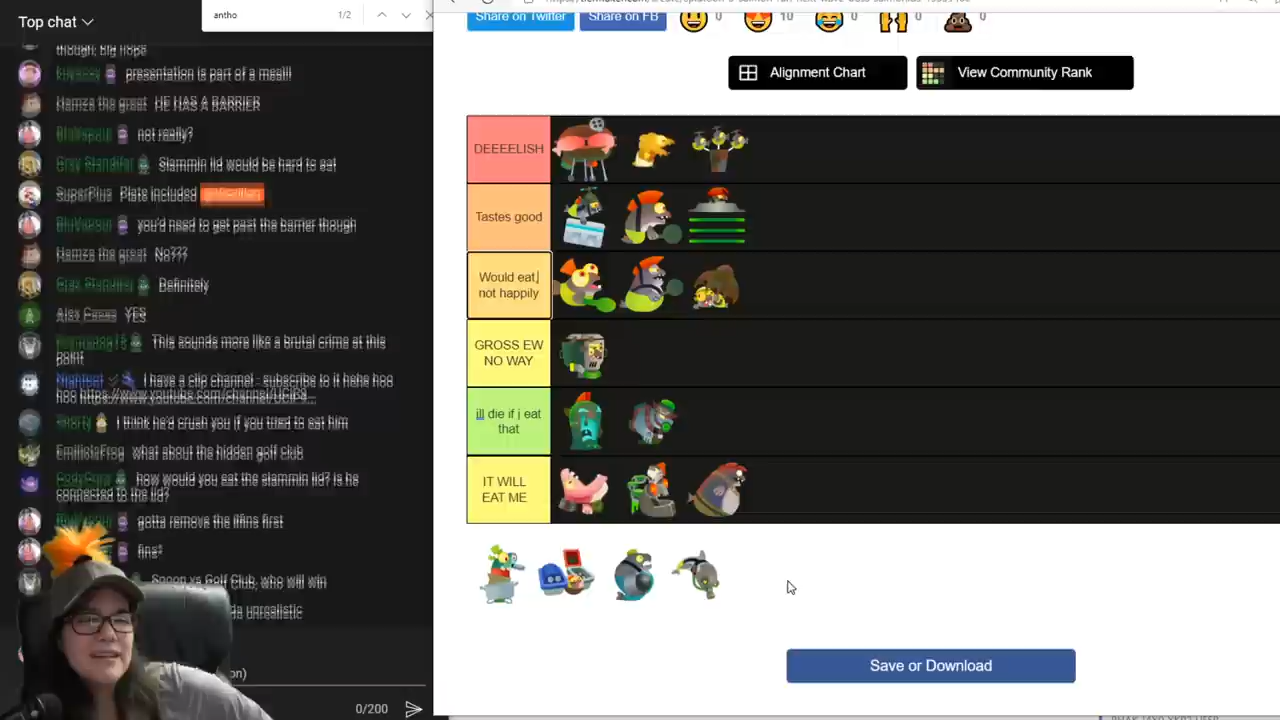 Top chat
antho
1/2
Share on Twitter
Share on FB
0
10
0
0
0
presentation is part of a meal!!
Hamza the great HE HAS A BARRIER
not really?
Slammin lid would be hard to eat
SuperPlus Plate included
you'd need to get past the barrier though
Hamza the great No???
Definitely
YES
This sounds more like a brutal crime at this
point
I have a clip channel - subscribe to it hehe hoo
hoo
I think he'd crush you if you tried to eat him
EmilioteFrog what about the hidden golf club
how would you eat the slammin lid? is he
connected to the lid?
gotta remove the ilfins first
fins*
Spoon vs Golf Club, who will win
unrealistic
on)
0/200
Alignment Chart
View Community Rank
DEEEELISH
Tastes good
Would eat,
not happily
GROSS EW
NO WAY
ill die if i eat
that
IT WILL
EAT ME
Save or Download